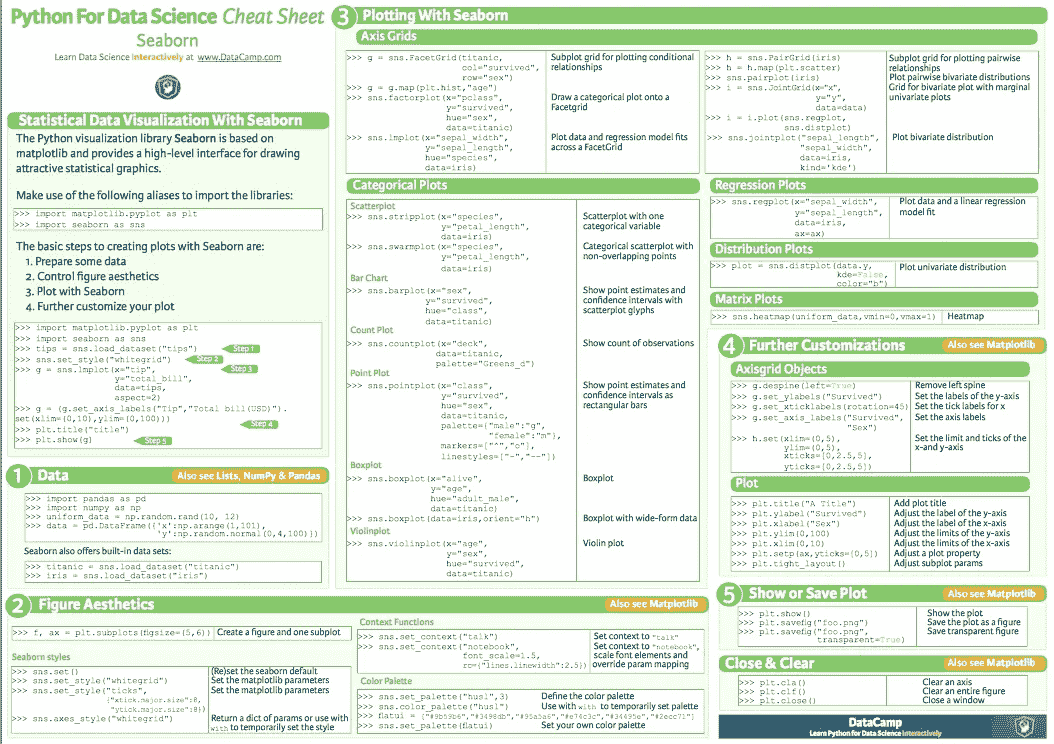 Python For Data Science Cheat Sheet
Seaborn
Learn Data Science Interactively at www.DataCamp.com
Statistical Data Visualization With Seaborn
The Python visualization library Seaborn is based on
matplotlib and provides a high-level interface for drawing
attractive statistical graphics.
Make use of the following aliases to import the libraries:
>>> import matplotlib.pyplot as plt
>>> import seaborn as sns
The basic steps to creating plots with Seaborn are:
1. Prepare some data
2. Control figure aesthetics
3. Plot with Seaborn
4. Further customize your plot
>>> import matplotlib.pyplot as plt
>>> import seaborn as sns
>>> tips = sns.load_dataset("tips") Step 1
>>> sns.set_style("whitegrid") Step 2
>>> g = sns.lmplot(x="tip", Step 3
y="total_bill",
data=tips,
aspect=2)
>>> g = (g.set_axis_labels("Tip","Total bill(USD)").
set(xlim=(0,10),ylim=(0,100)))
Step 4
>>> plt.title("title")
>>> plt.show(g) Step 5
1 Data Also see Lists, NumPy & Pandas
>>> import pandas as pd
>>> import numpy as np
>>> uniform_data = np.random.rand(10, 12)
>>> data = pd.DataFrame({'x':np.arange(1,101),
'y':np.random.normal(0,4,100)})
Seaborn also offers built-in data sets:
>>> titanic = sns.load_dataset("titanic")
>>> iris = sns.load_dataset("iris")
2 Figure Aesthetics Also see Matplotlib
>>> f, ax = plt.subplots(figsize=(5,6)) Create a figure and one subplot
Seaborn styles
>>> sns.set() (Re)set the seaborn default
>>> sns.set_style("whitegrid") Set the matplotlib parameters
>>> sns.set_style("ticks", Set the matplotlib parameters
{"xtick.major.size":8,
"ytick.major.size":8})
>>> sns.axes_style("whitegrid") Return a dict of params or use with
with to temporarily set the style
Context Functions
>>> sns.set_context("talk") Set context to "talk"
>>> sns.set_context("notebook", Set context to "notebook",
font_scale=1.5, scale font elements and
rc={"lines.linewidth":2.5}) override param mapping
Color Palette
>>> sns.set_palette("husl",3) Define the color palette
>>> sns.color_palette("husl") Use with with to temporarily set palette
>>> flatui = ["#9b59b6","#3498db","#95a5a6","#e74c3c","#34495e","#2ecc71"]
>>> sns.set_palette(flatui) Set your own color palette
3 Plotting With Seaborn
Axis Grids
>>> g = sns.FacetGrid(titanic, Subplot grid for plotting conditional
col="survived", relationships
row="sex")
>>> g = g.map(plt.hist,"age")
>>> sns.factorplot(x="pclass", Draw a categorical plot onto a
y="survived", Facetgrid
hue="sex",
data=titanic)
>>> sns.lmplot(x="sepal_width", Plot data and regression model fits
y="sepal_length", across a FacetGrid
hue="species",
data=iris)
>>> h = sns.PairGrid(iris) Subplot grid for plotting pairwise
>>> h = h.map(plt.scatter) relationships
>>> sns.pairplot(iris) Plot pairwise bivariate distributions
>>> i = sns.JointGrid(x="x", Grid for bivariate plot with marginal
y="y", univariate plots
data=data)
>>> i = i.plot(sns.regplot,
sns.distplot)
>>> sns.jointplot("sepal_length", Plot bivariate distribution
"sepal_width",
data=iris,
kind='kde')
Categorical Plots
Scatterplot
>>> sns.stripplot(x="species", Scatterplot with one
y="petal_length", categorical variable
data=iris)
>>> sns.swarmplot(x="species", Categorical scatterplot with
y="petal_length", non-overlapping points
data=iris)
Bar Chart
>>> sns.barplot(x="sex", Show point estimates and
y="survived", confidence intervals with
hue="class", scatterplot glyphs
data=titanic)
Count Plot
>>> sns.countplot(x="deck", Show count of observations
data=titanic,
palette="Greens_d")
Point Plot
>>> sns.pointplot(x="class", Show point estimates and
y="survived", confidence intervals as
hue="sex", rectangular bars
data=titanic,
palette={"male":"g",
"female":"m"},
markers=["^","o"],
linestyles=["-","--"])
Boxplot
>>> sns.boxplot(x="alive", Boxplot
y="age",
hue="adult_male",
data=titanic)
>>> sns.boxplot(data=iris,orient="h") Boxplot with wide-form data
Violinplot
>>> sns.violinplot(x="age", Violin plot
y="sex",
hue="survived",
data=titanic)
Regression Plots
>>> sns.regplot(x="sepal_width", Plot data and a linear regression
y="sepal_length", model fit
data=iris,
ax=ax)
Distribution Plots
>>> plot = sns.distplot(data.y, Plot univariate distribution
kde=False,
color="b")
Matrix Plots
>>> sns.heatmap(uniform_data,vmin=0,vmax=1) Heatmap
4 Further Customizations Also see Matplotlib
Axisgrid Objects
>>> g.despine(left=True) Remove left spine
>>> g.set_ylabels("Survived") Set the labels of the y-axis
>>> g.set_xticklabels(rotation=45) Set the tick labels for x
>>> g.set_axis_labels("Survived", Set the axis labels
"Sex")
>>> h.set(xlim=(0,5), Set the limit and ticks of the
ylim=(0,5), x-and y-axis
xticks=[0,2.5,5],
yticks=[0,2.5,5])
Plot
>>> plt.title("A Title") Add plot title
>>> plt.ylabel("Survived") Adjust the label of the y-axis
>>> plt.xlabel("Sex") Adjust the label of the x-axis
>>> plt.ylim(0,100) Adjust the limits of the y-axis
>>> plt.xlim(0,10) Adjust the limits of the x-axis
>>> plt.setp(ax,yticks=[0,5]) Adjust a plot property
>>> plt.tight_layout() Adjust subplot params
5 Show or Save Plot Also see Matplotlib
>>> plt.show() Show the plot
>>> plt.savefig("foo.png") Save the plot as a figure
>>> plt.savefig("foo.png", Save transparent figure
transparent=True)
Close & Clear Also see Matplotlib
>>> plt.cla() Clear an axis
>>> plt.clf() Clear an entire figure
>>> plt.close() Close a window
DataCamp
Learn Python for Data Science Interactively